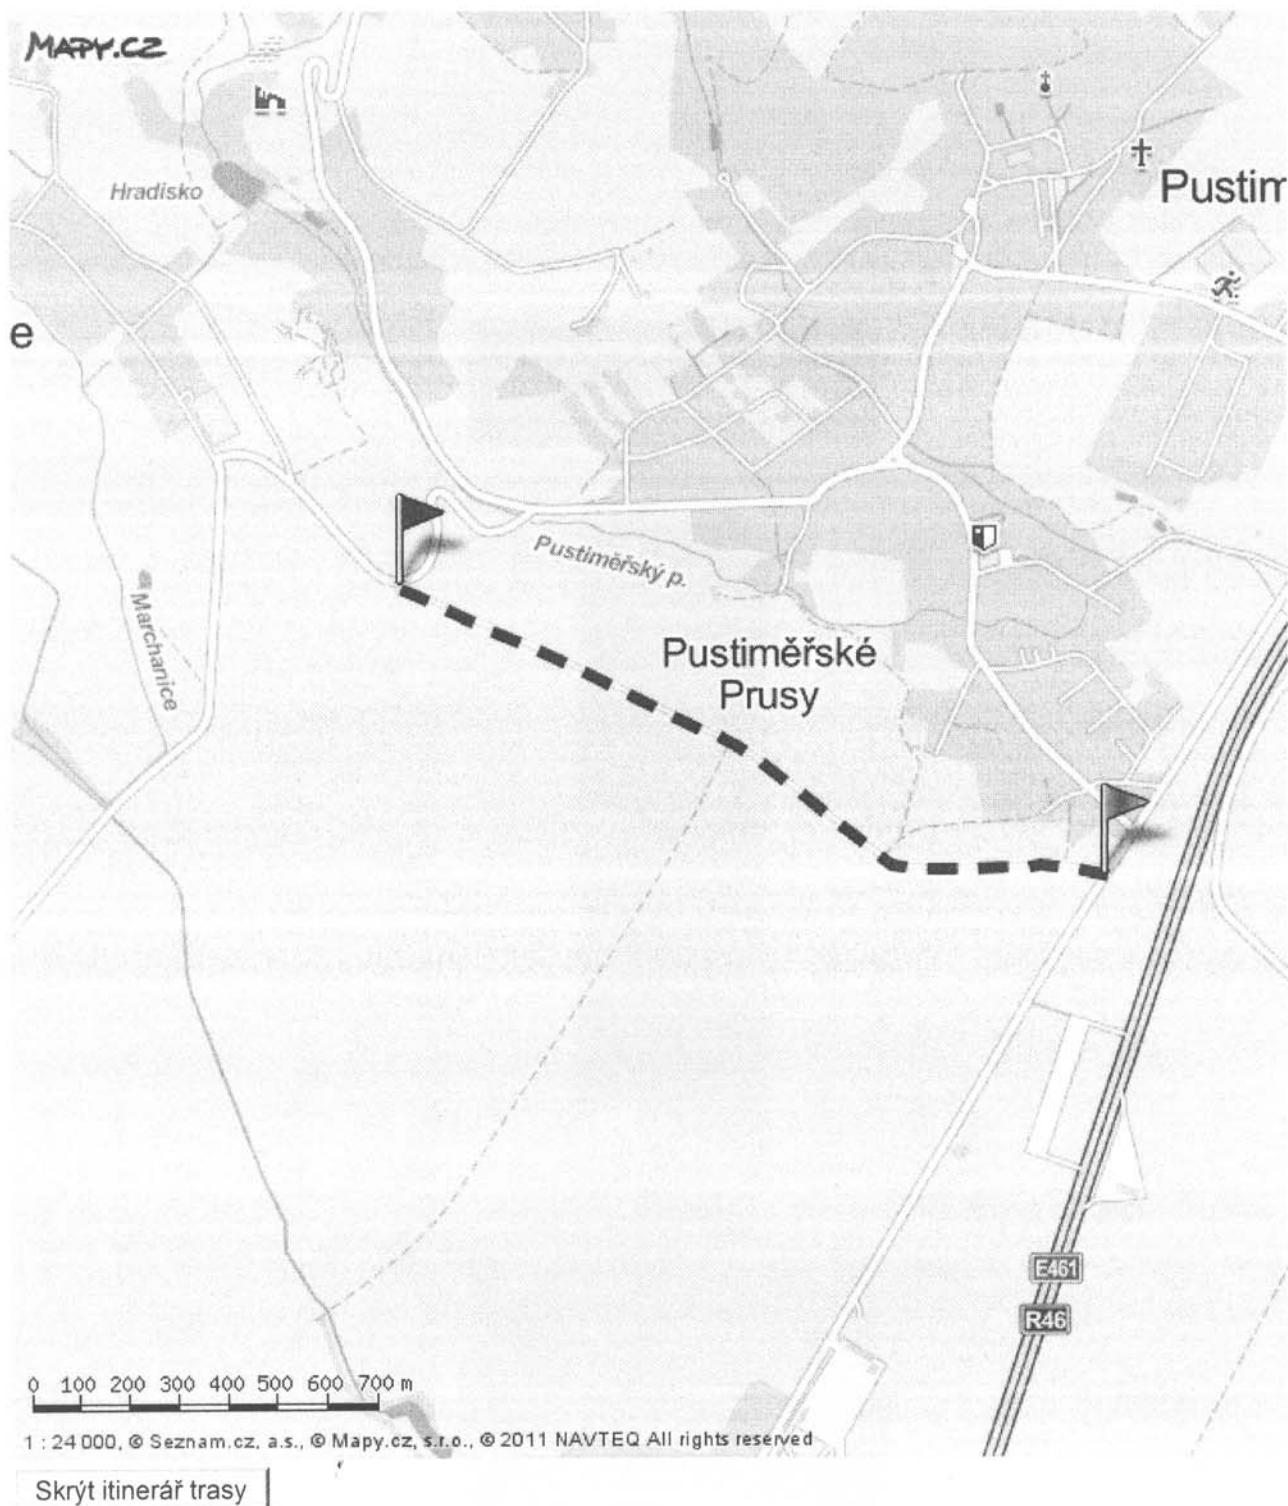 MAPY.CZ
Hradisko
Pustim
e
Pustiměřský p.
Marchanice
Pustiměřské
Prusy
E461
R46
0 100 200 300 400 500 600 700 m
1 : 24 000, © Seznam.cz, a.s., © Mapy.cz, s.r.o., © 2011 NAVTEQ All rights reserved
Skrýt itinerář trasy